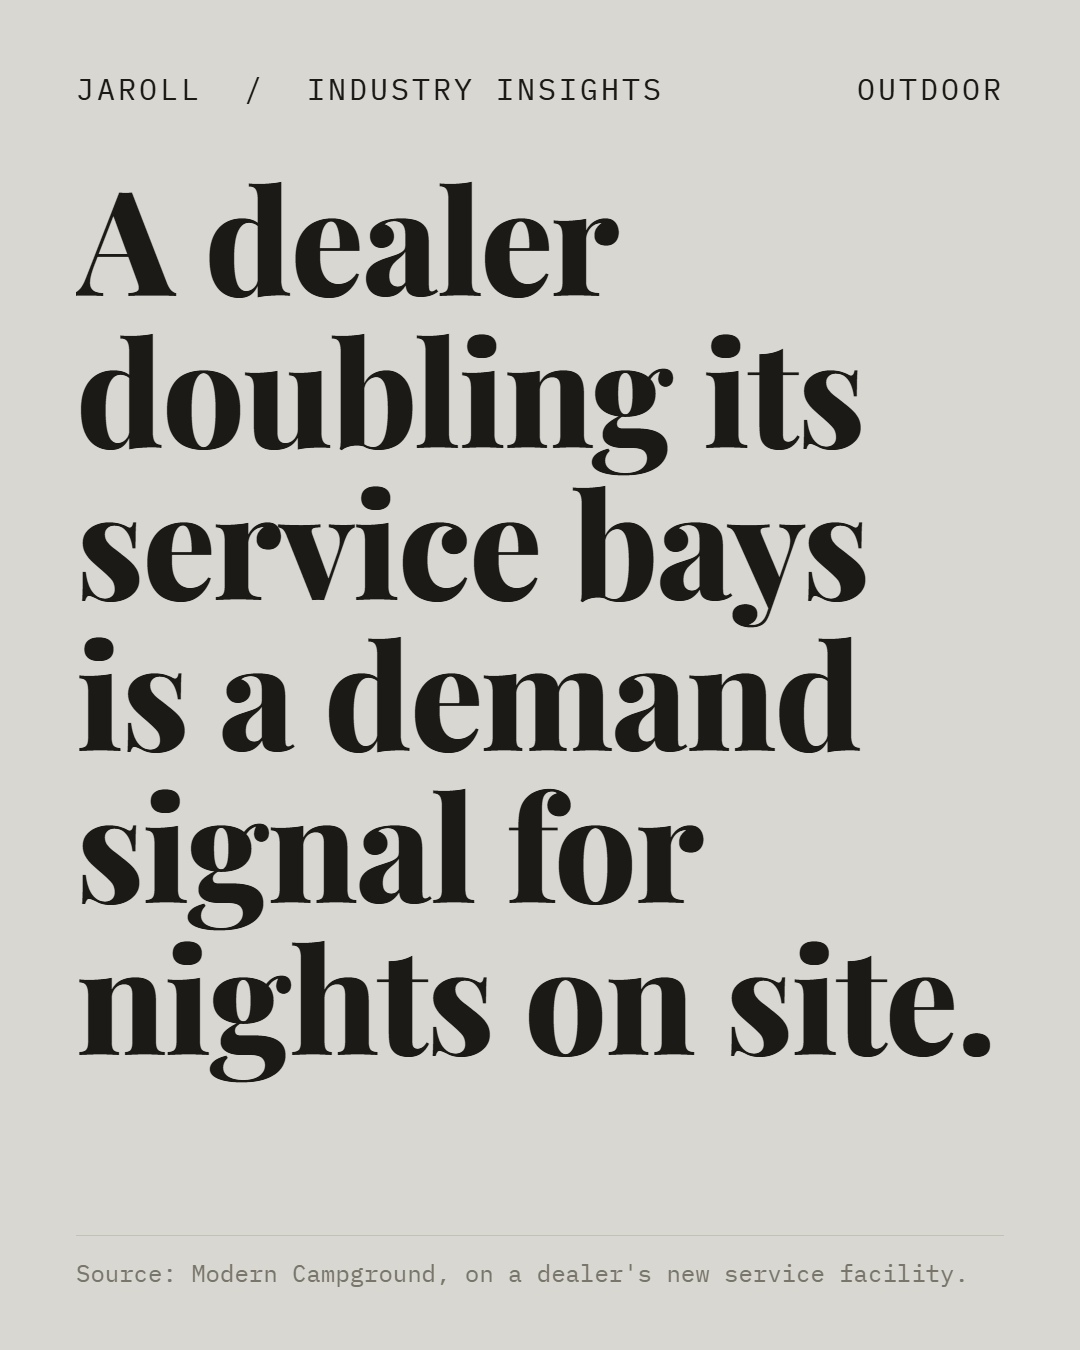 JAROLL / INDUSTRY INSIGHTS OUTDOOR
A dealer
doubling its
service bays
is a demand
signal for
nights on site.
Source: Modern Campground, on a dealer's new service facility.